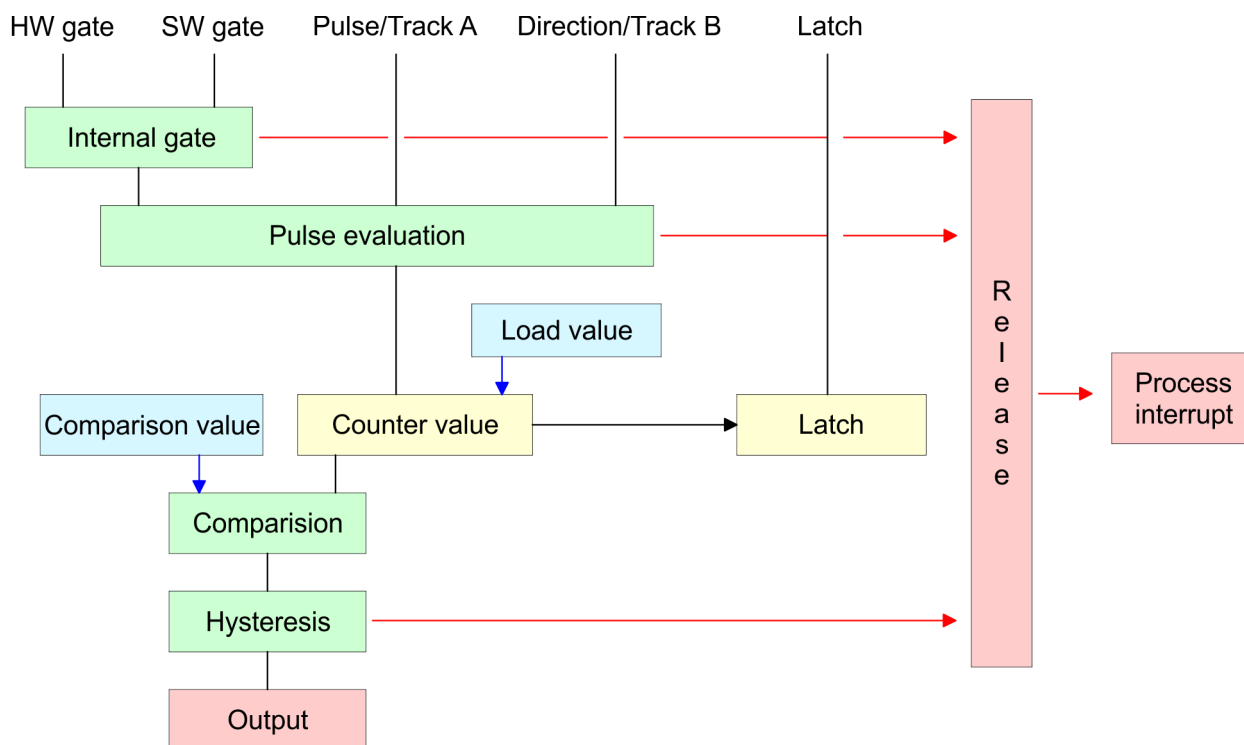 HW gate
SW gate
Pulse/Track A
Direction/Track B
Latch
Internal gate
Pulse evaluation
Load value
Comparison value
Counter value
Latch
Release
Process
interrupt
Comparision
Hysteresis
Output